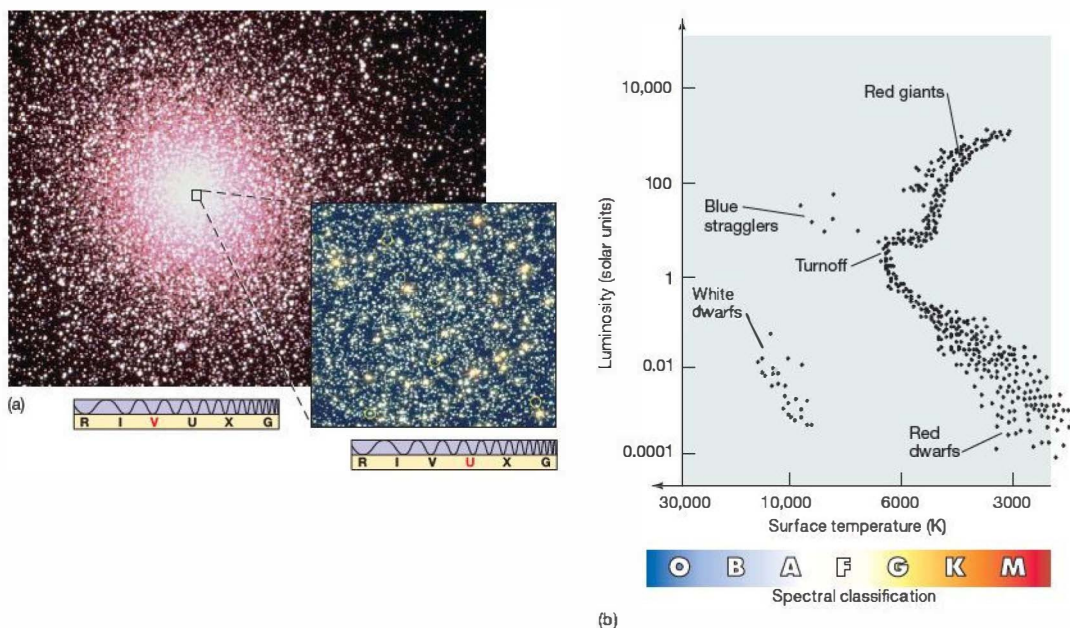 (a)
R I V U X G
R I V U X G
Luminosity (solar units)
10,000
100
1
0.01
0.0001
Red giants
Blue
stragglers
Turnoff
White
dwarfs
Red
dwarfs
30,000 10,000 6000 3000
Surface temperature (K)
O B A F G K M
Spectral classification
(b)